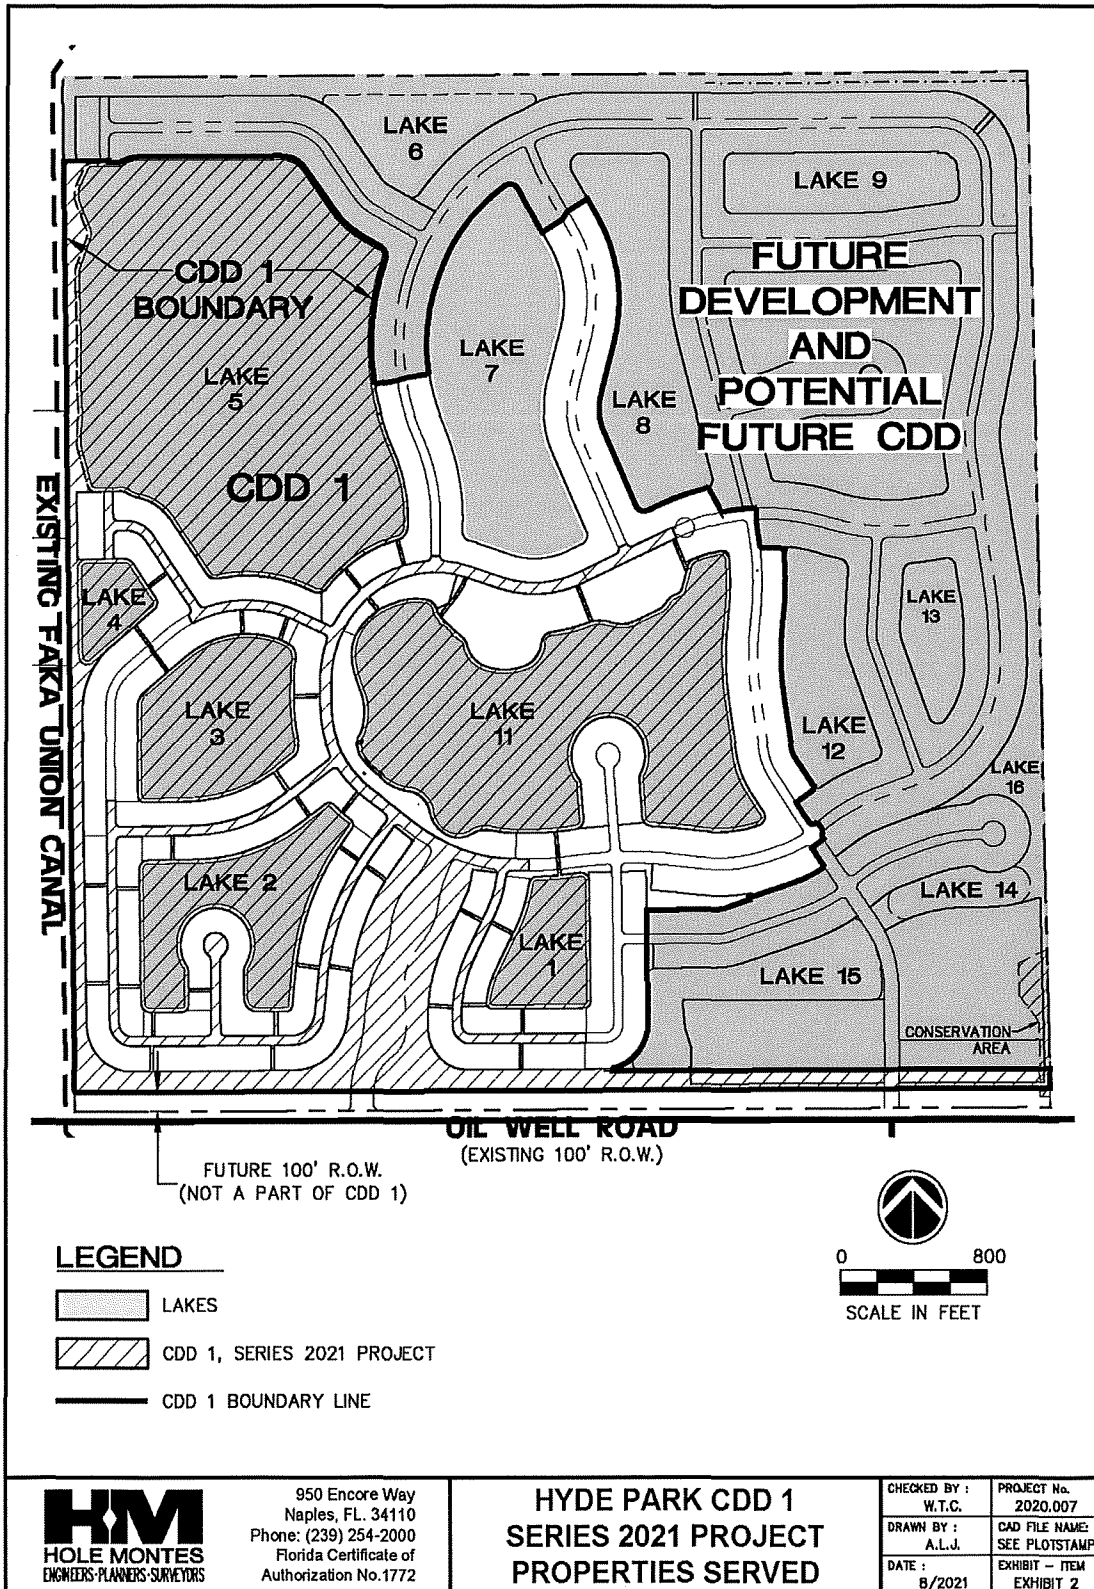 LAKE
6
LAKE 9
CDD 1
BOUNDARY
FUTURE
DEVELOPMENT
AND
POTENTIAL
FUTURE CDD
LAKE
5
LAKE
7
LAKE
8
CDD 1
EXISTING FAKA UNION CANAL
LAKE
4
LAKE
13
LAKE
3
LAKE
11
LAKE
12
LAKE
16
LAKE 2
LAKE 14
LAKE
1
LAKE 15
CONSERVATION
AREA
OIL WELL ROAD
(EXISTING 100' R.O.W.)
FUTURE 100' R.O.W.
(NOT A PART OF CDD 1)
LEGEND
LAKES
CDD 1, SERIES 2021 PROJECT
CDD 1 BOUNDARY LINE
0 800
SCALE IN FEET
HM
HOLE MONTES
ENGINEERS·PLANNERS·SURVEYORS
950 Encore Way
Naples, FL. 34110
Phone: (239) 254-2000
Florida Certificate of
Authorization No.1772
HYDE PARK CDD 1
SERIES 2021 PROJECT
PROPERTIES SERVED
CHECKED BY :
W.T.C.
PROJECT No.
2020.007
DRAWN BY :
A.L.J.
CAD FILE NAME:
SEE PLOTSTAMP
DATE :
8/2021
EXHIBIT - ITEM
EXHIBIT 2